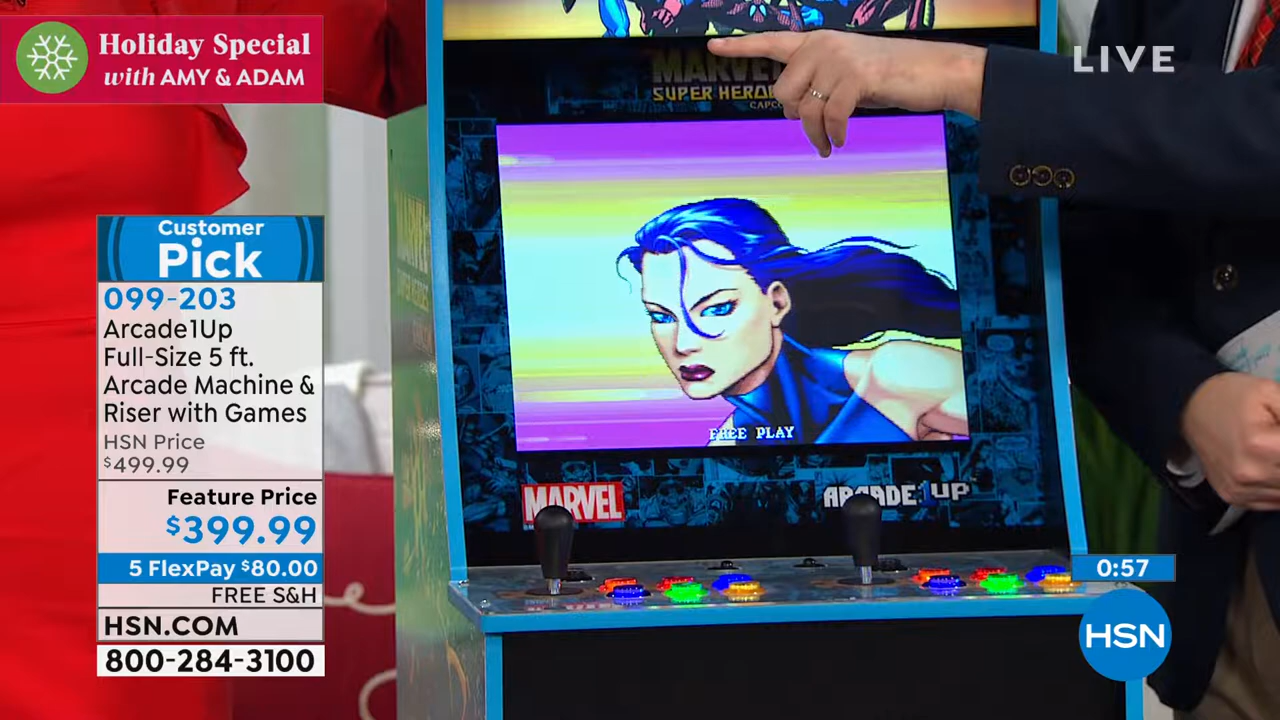 Holiday Special
with AMY & ADAM
LIVE
MARVEL
SUPER HEROES
CAPCOM
Customer
Pick
099-203
Arcade1Up
Full-Size 5 ft.
Arcade Machine &
Riser with Games
HSN Price
$499.99
Feature Price
$399.99
5 FlexPay $80.00
FREE S&H
HSN.COM
800-284-3100
FREE PLAY
MARVEL
ARCADE1UP
0:57
HSN